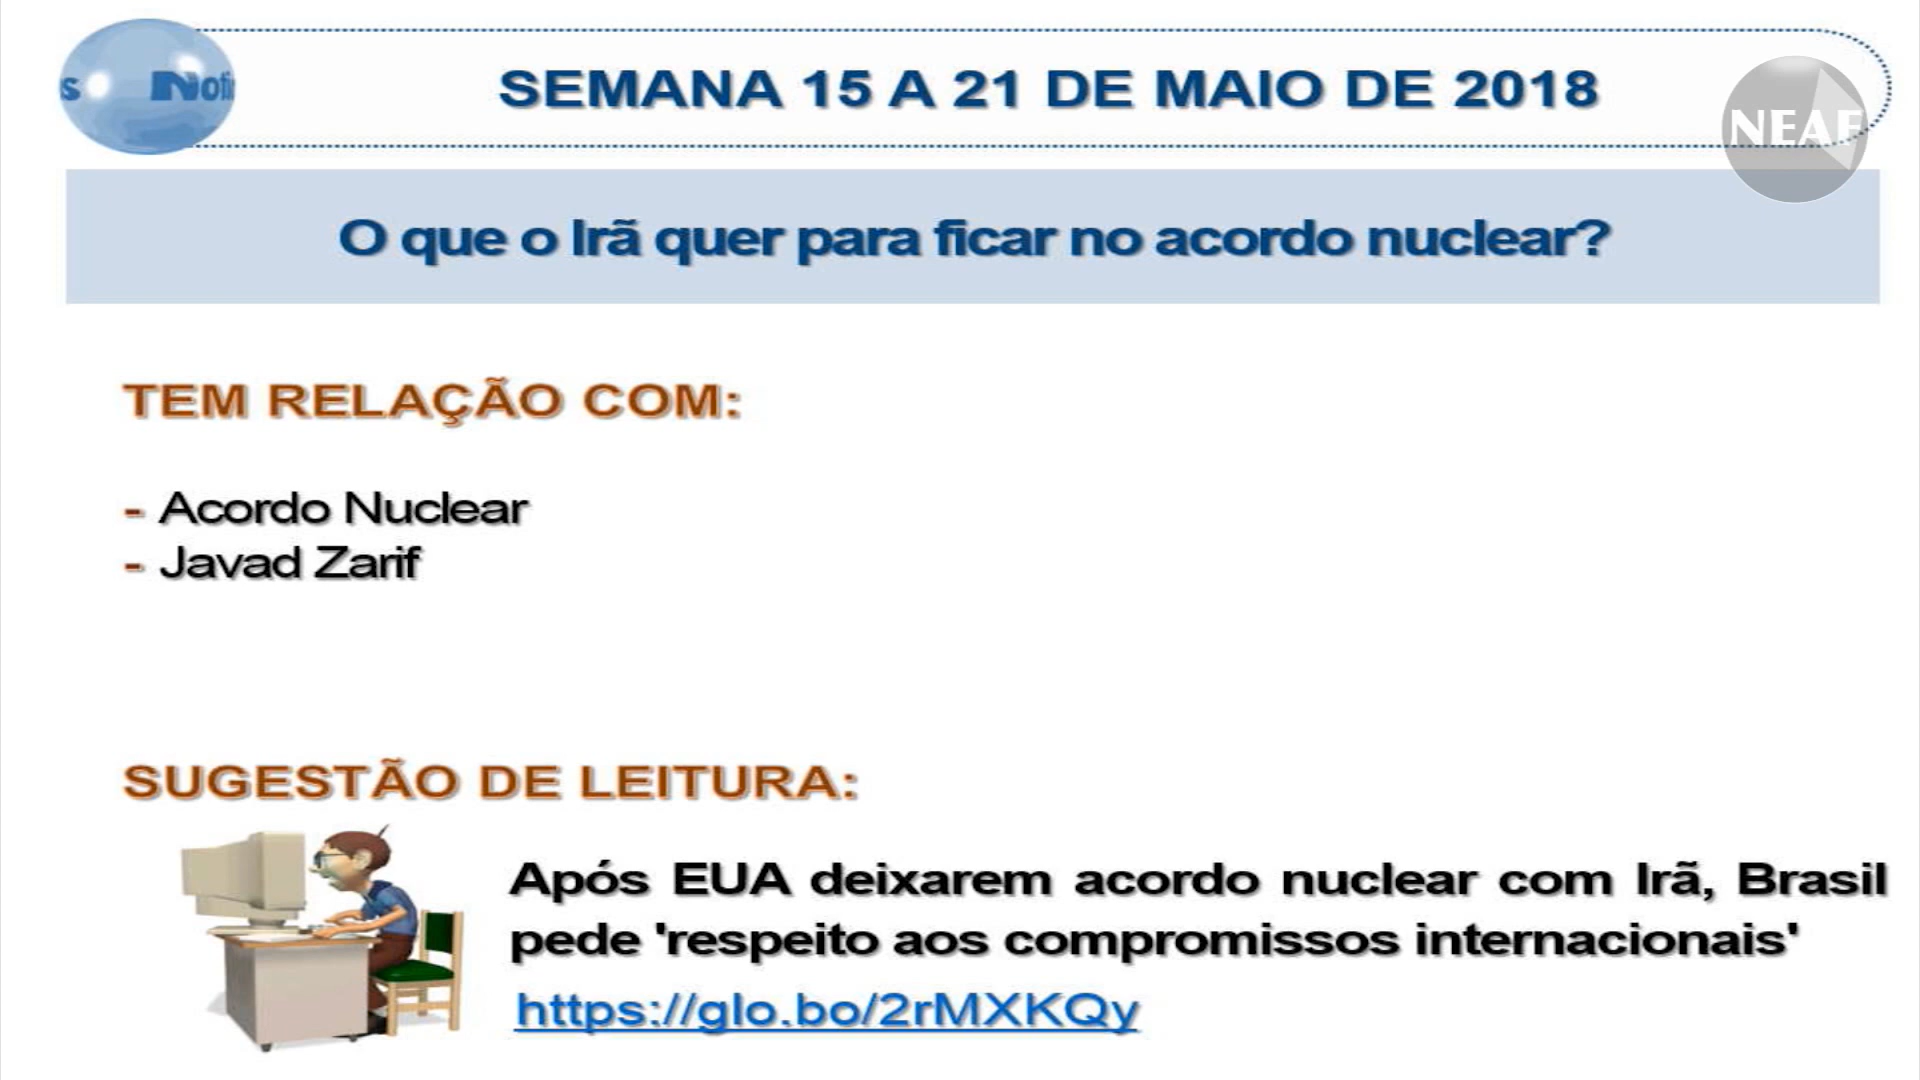 s Noti
SEMANA 15 A 21 DE MAIO DE 2018
NEAF
O que o Irã quer para ficar no acordo nuclear?
TEM RELAÇÃO COM:
- Acordo Nuclear
- Javad Zarif
SUGESTÃO DE LEITURA:
Após EUA deixarem acordo nuclear com Irã, Brasil
pede 'respeito aos compromissos internacionais'
https://glo.bo/2rMXKQy